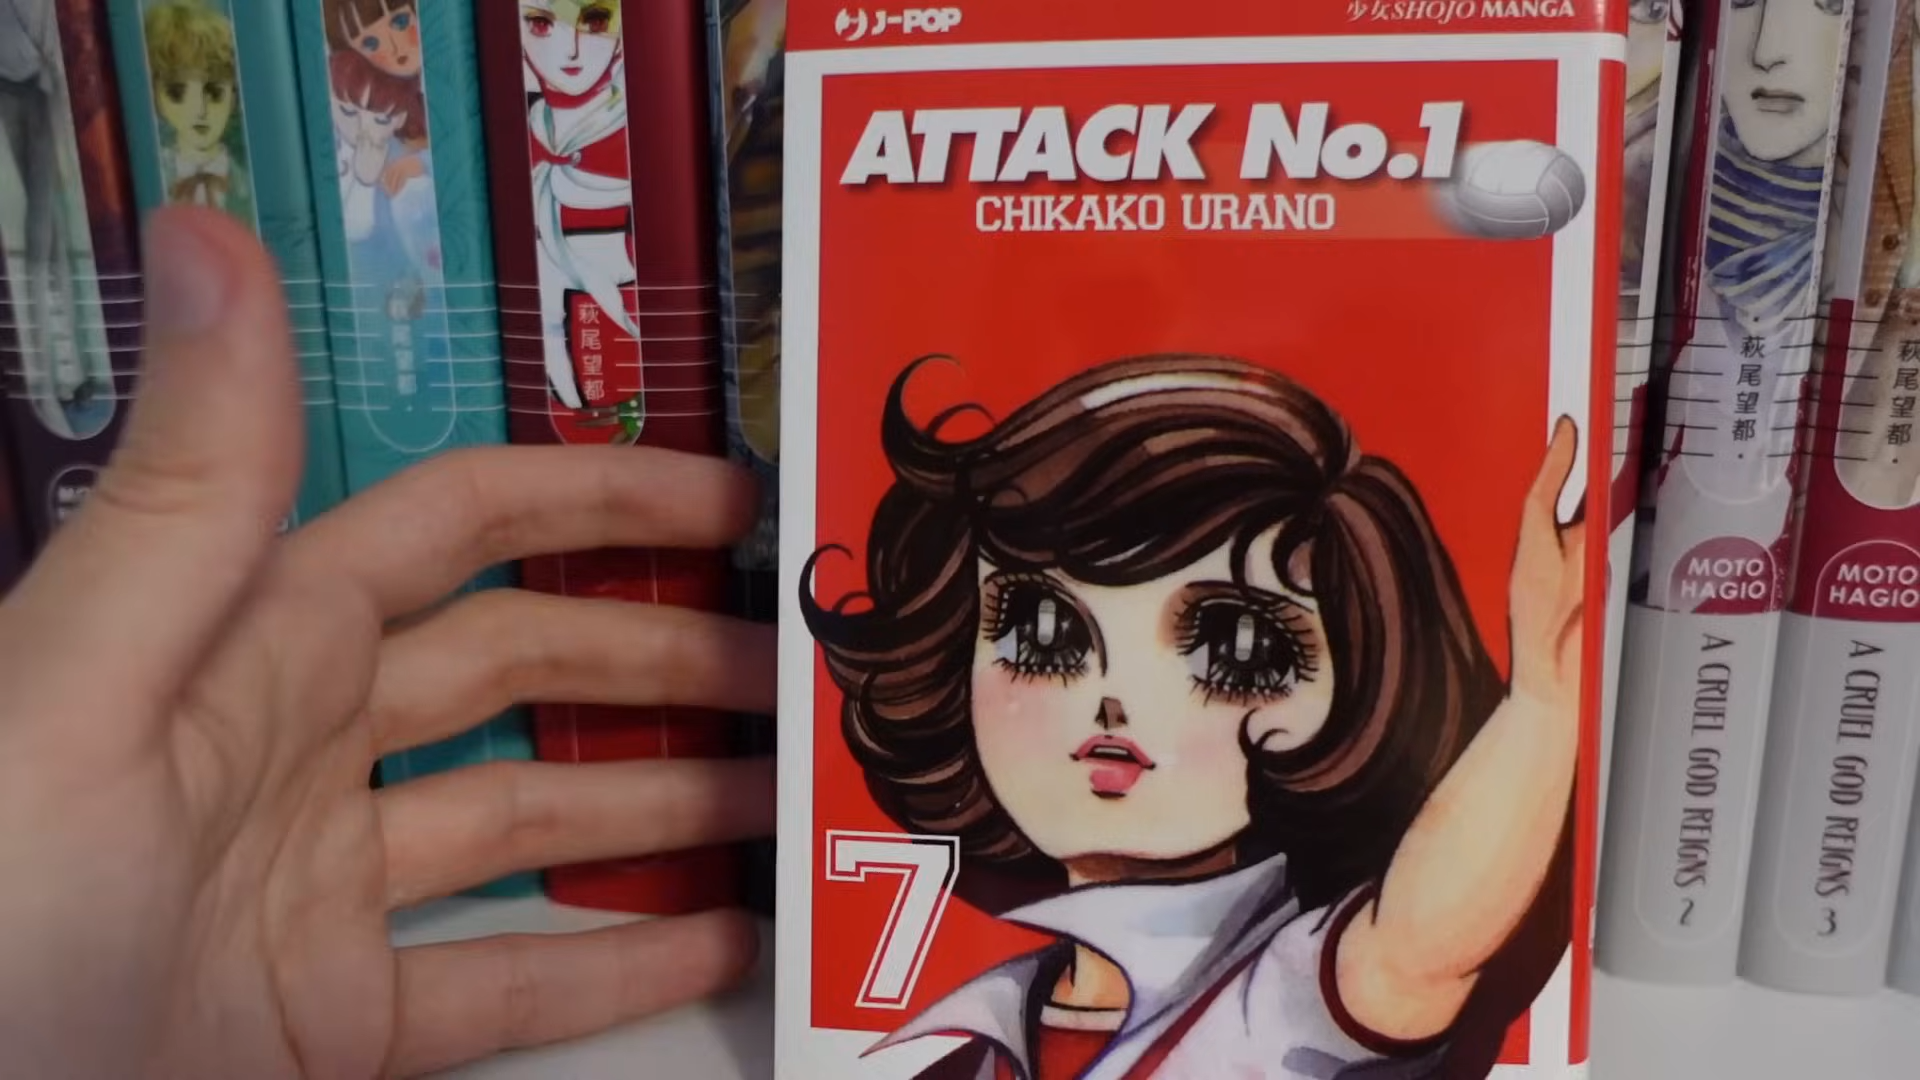 J-POP
少女SHOJO MANGA
ATTACK No.1
CHIKAKO URANO
7
萩尾望都
萩尾望都
萩尾望都
萩尾望都
MOTO
HAGIO
A CRUEL GOD REIGNS 2
MOTO
HAGIO
A CRUEL GOD REIGNS 3